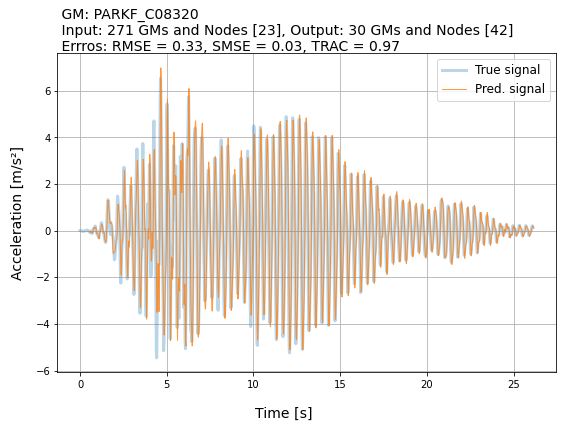 GM: PARKF_C08320
Input: 271 GMs and Nodes [23], Output: 30 GMs and Nodes [42]
Errros: RMSE = 0.33, SMSE = 0.03, TRAC = 0.97
True signal
Pred. signal
Acceleration [m/s²]
6
4
2
0
−2
−4
−6
0 5 10 15 20 25
Time [s]